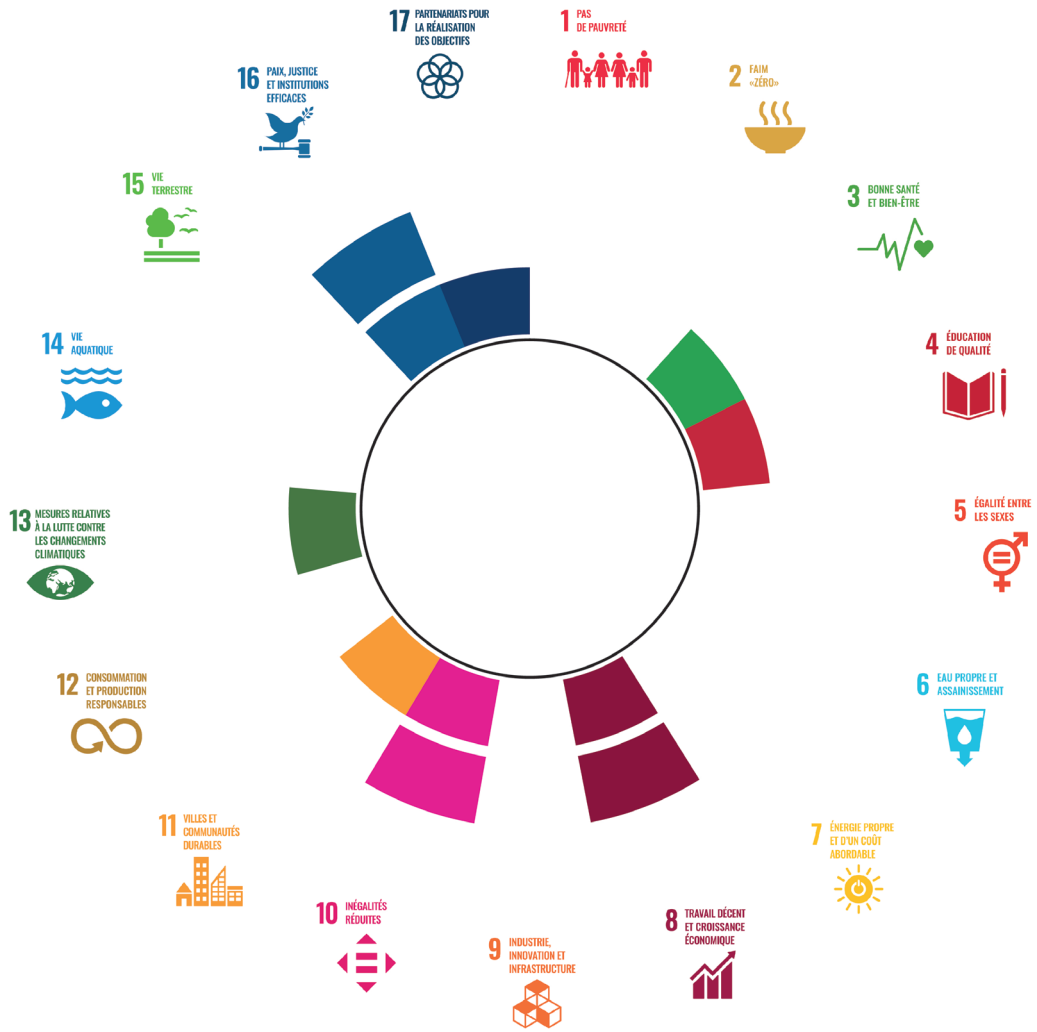 1 PAS
DE PAUVRETÉ
2 FAIM
«ZÉRO»
3 BONNE SANTÉ
ET BIEN-ÊTRE
4 ÉDUCATION
DE QUALITÉ
5 ÉGALITÉ ENTRE
LES SEXES
6 EAU PROPRE ET
ASSAINISSEMENT
7 ÉNERGIE PROPRE
ET D'UN COÛT
ABORDABLE
8 TRAVAIL DÉCENT
ET CROISSANCE
ÉCONOMIQUE
9 INDUSTRIE,
INNOVATION ET
INFRASTRUCTURE
10 INÉGALITÉS
RÉDUITES
11 VILLES ET
COMMUNAUTÉS
DURABLES
12 CONSOMMATION
ET PRODUCTION
RESPONSABLES
13 MESURES RELATIVES
À LA LUTTE CONTRE
LES CHANGEMENTS
CLIMATIQUES
14 VIE
AQUATIQUE
15 VIE
TERRESTRE
16 PAIX, JUSTICE
ET INSTITUTIONS
EFFICACES
17 PARTENARIATS POUR
LA RÉALISATION
DES OBJECTIFS